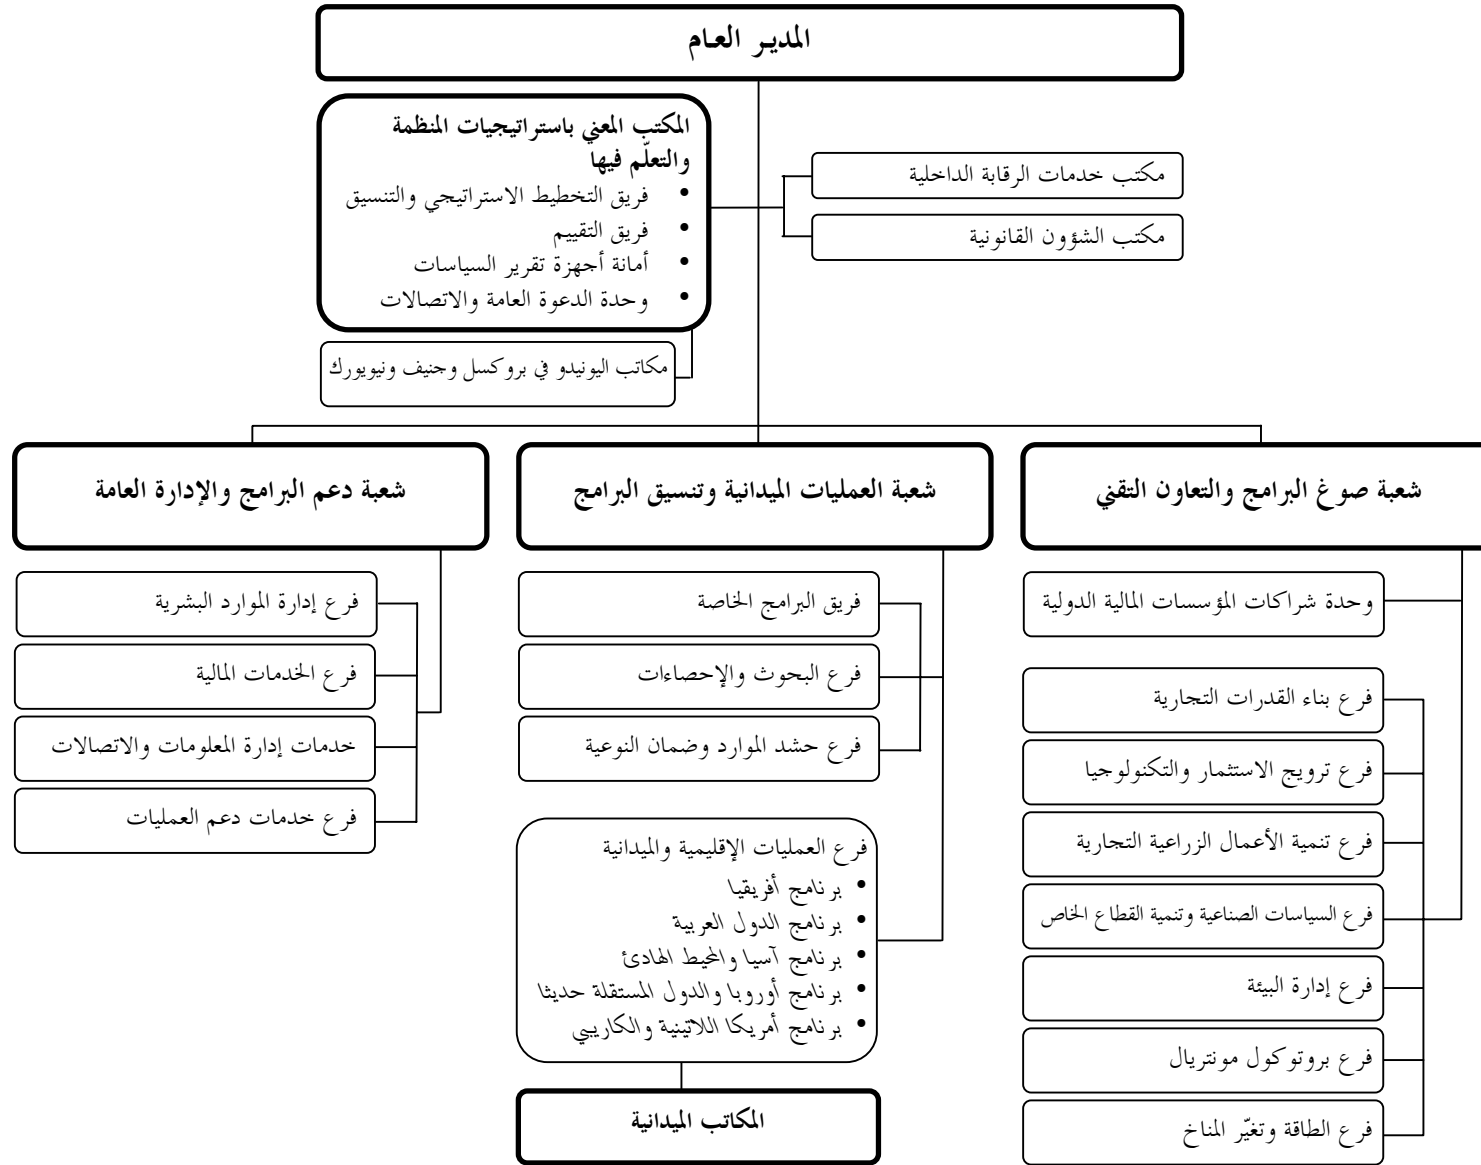 المدير العام
المكتب المعني باستراتيجيات المنظمة
والتعلّم فيها
• فريق التخطيط الاستراتيجي والتنسيق
• فريق التقييم
• أمانة أجهزة تقرير السياسات
• وحدة الدعوة العامة والاتصالات
مكتب خدمات الرقابة الداخلية
مكتب الشؤون القانونية
مكاتب اليونيدو في بروكسل وجنيف ونيويورك
شعبة صوغ البرامج والتعاون التقني
وحدة شراكات المؤسسات المالية الدولية
فرع بناء القدرات التجارية
فرع ترويج الاستثمار والتكنولوجيا
فرع تنمية الأعمال الزراعية التجارية
فرع السياسات الصناعية وتنمية القطاع الخاص
فرع إدارة البيئة
فرع بروتوكول مونتريال
فرع الطاقة وتغيّر المناخ
شعبة العمليات الميدانية وتنسيق البرامج
فريق البرامج الخاصة
فرع البحوث والإحصاءات
فرع حشد الموارد وضمان النوعية
فرع العمليات الإقليمية والميدانية
• برنامج أفريقيا
• برنامج الدول العربية
• برنامج آسيا والمحيط الهادئ
• برنامج أوروبا والدول المستقلة حديثا
• برنامج أمريكا اللاتينية والكاريبي
المكاتب الميدانية
شعبة دعم البرامج والإدارة العامة
فرع إدارة الموارد البشرية
فرع الخدمات المالية
خدمات إدارة المعلومات والاتصالات
فرع خدمات دعم العمليات